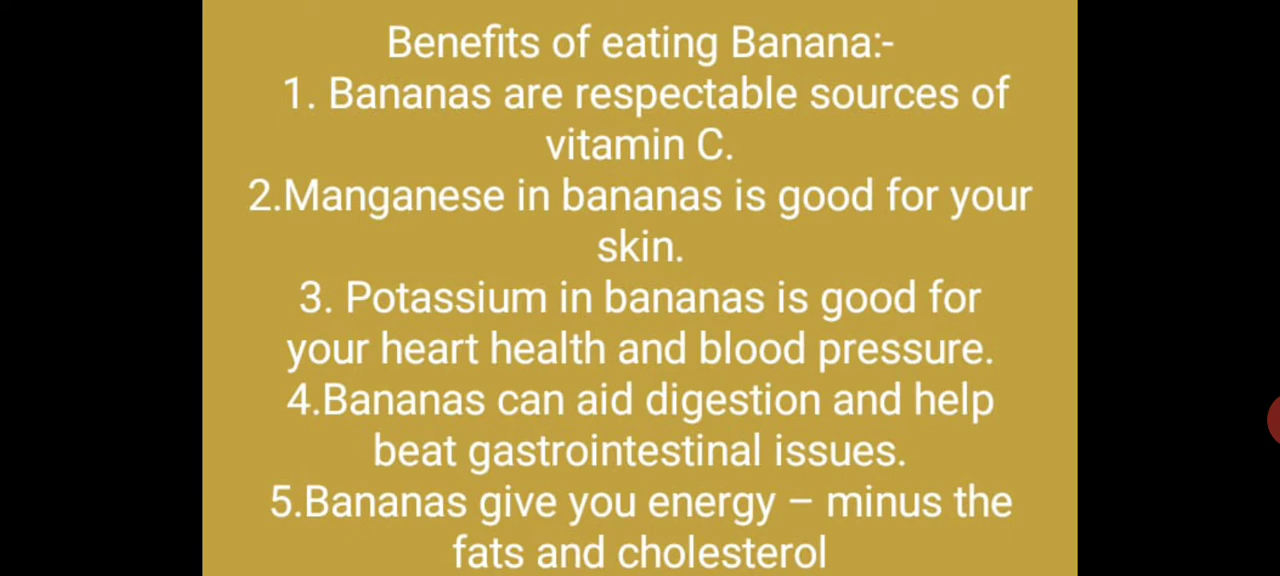 Benefits of eating Banana:-
1. Bananas are respectable sources of
vitamin C.
2.Manganese in bananas is good for your
skin.
3. Potassium in bananas is good for
your heart health and blood pressure.
4.Bananas can aid digestion and help
beat gastrointestinal issues.
5.Bananas give you energy – minus the
fats and cholesterol